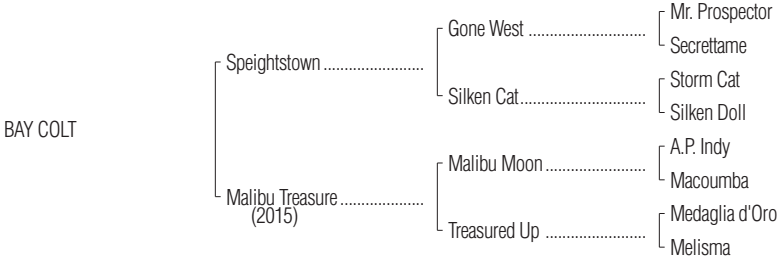 Mr. Prospector
Gone West ..............................
Secrettame
Speightstown ..........................
Storm Cat
Silken Cat................................
Silken Doll
BAY COLT
A.P. Indy
Malibu Moon ..........................
Macoumba
Malibu Treasure ......................
(2015)
Medaglia d'Oro
Treasured Up ..........................
Melisma